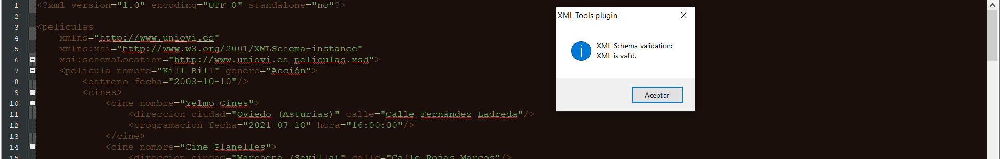 1 <?xml version="1.0" encoding="UTF-8" standalone="no"?>
2
3 <peliculas
4 xmlns="http://www.uniovi.es"
5 xmlns:xsi="http://www.w3.org/2001/XMLSchema-instance"
6 xsi:schemaLocation="http://www.uniovi.es peliculas.xsd">
7 <pelicula nombre="Kill Bill" genero="Acción">
8 <estreno fecha="2003-10-10"/>
9 <cines>
10 <cine nombre="Yelmo Cines">
11 <direccion ciudad="Oviedo (Asturias)" calle="Calle Fernández Ladreda"/>
12 <programacion fecha="2021-07-18" hora="16:00:00"/>
13 </cine>
14 <cine nombre="Cine Planelles">
15 <direccion ciudad="Marchena (Sevilla)" calle="Calle Rojas Marcos"/>
XML Tools plugin
XML Schema validation:
XML is valid.
Aceptar